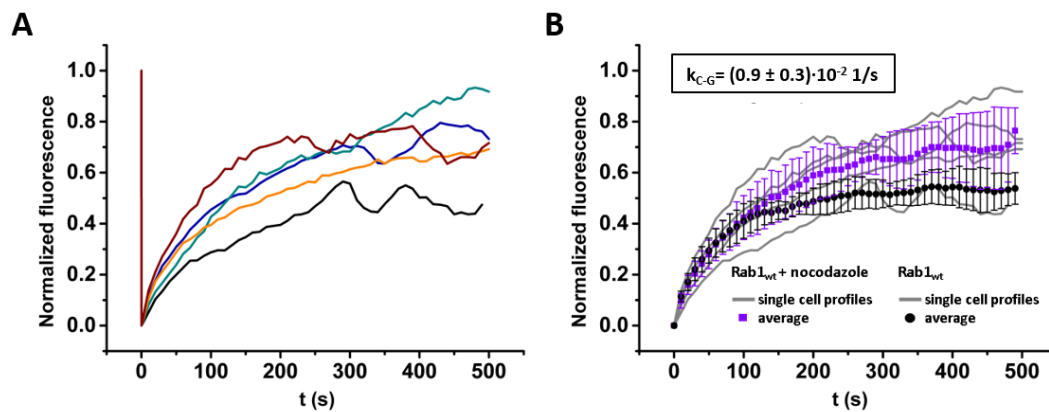 A
Normalized fluorescence
1.0
0.8
0.6
0.4
0.2
0.0
0
100
200
300
400
500
t (s)
B
Normalized fluorescence
1.0
0.8
0.6
0.4
0.2
0.0
k_C-G = (0.9 ± 0.3)·10⁻² 1/s
Rab1wt + nocodazole
single cell profiles
average
Rab1wt
single cell profiles
average
0
100
200
300
400
500
t (s)